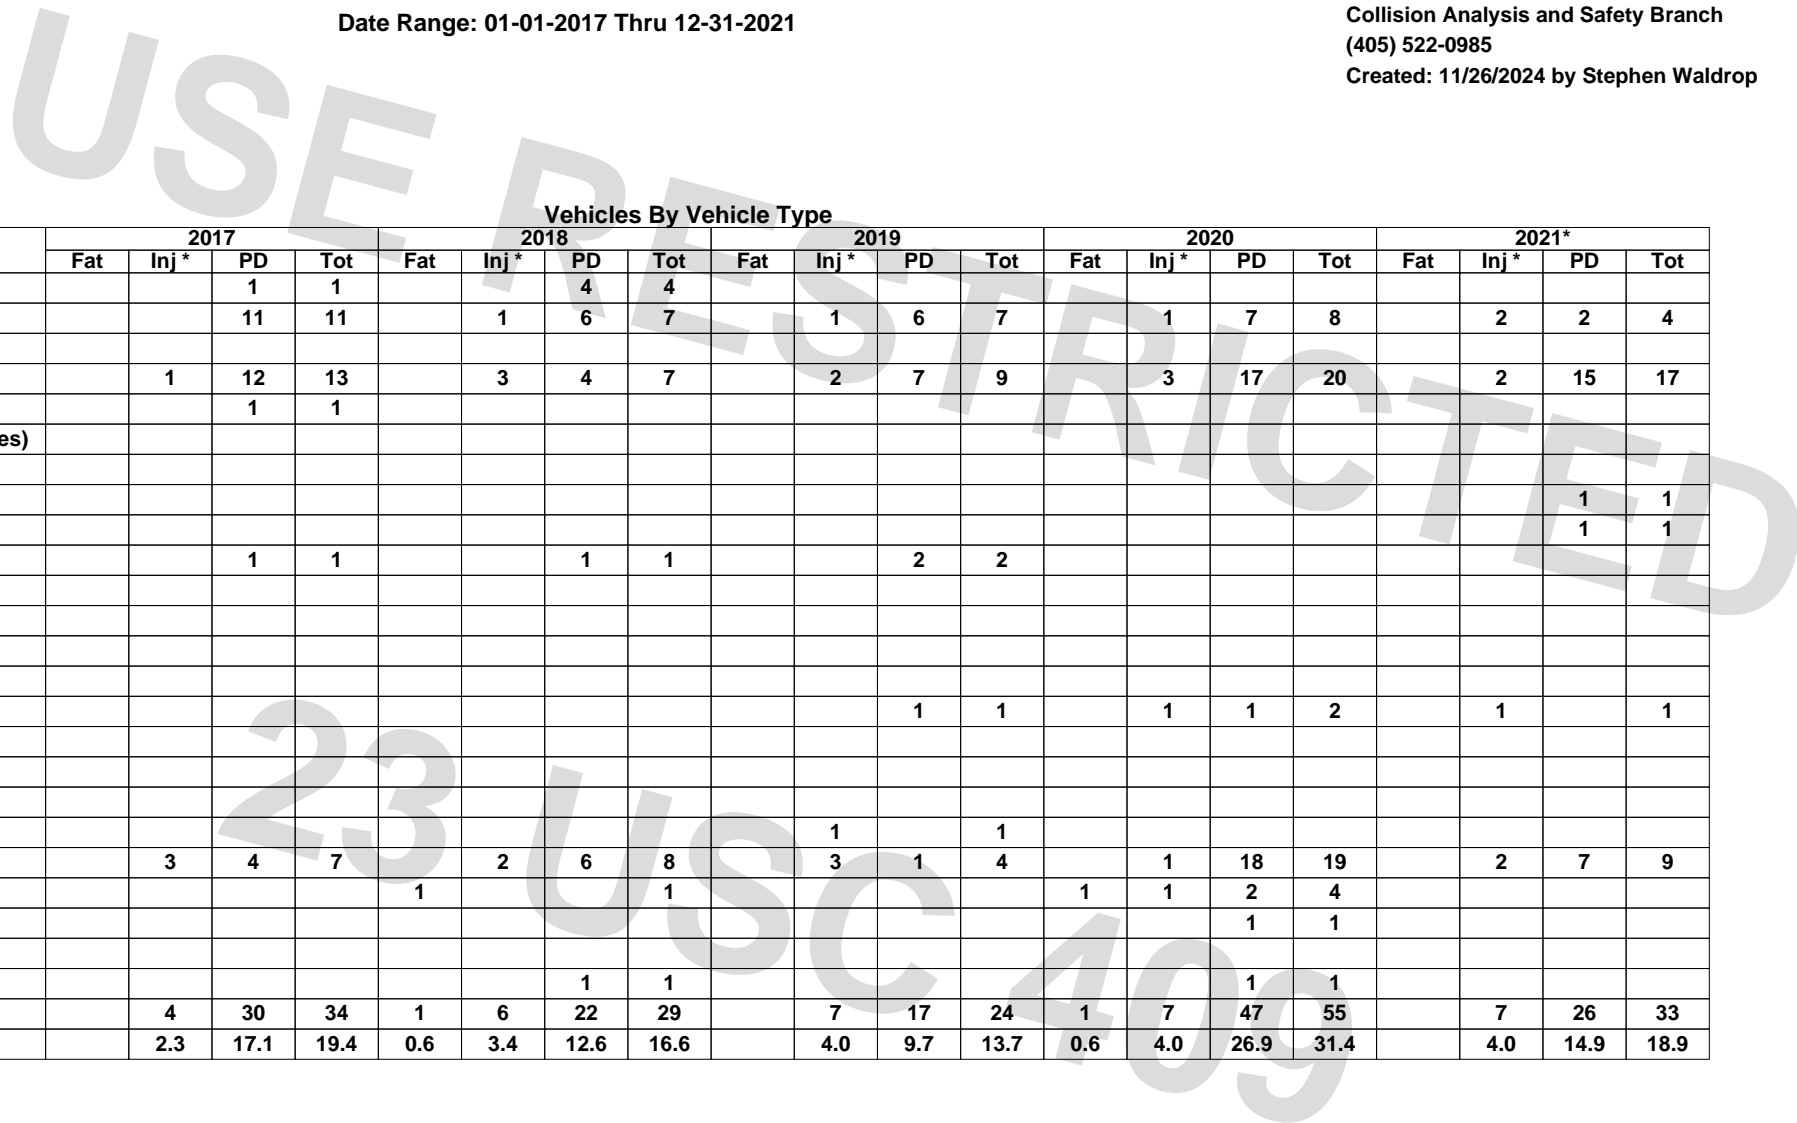 Date Range: 01-01-2017 Thru 12-31-2021
Collision Analysis and Safety Branch
(405) 522-0985
Created: 11/26/2024 by Stephen Waldrop
USE RESTRICTED
23 USC 409
Vehicles By Vehicle Type
2017 2018 2019 2020 2021*
Fat Inj * PD Tot Fat Inj * PD Tot Fat Inj * PD Tot Fat Inj * PD Tot Fat Inj * PD Tot
1 1 4 4
11 11 1 6 7 1 6 7 1 7 8 2 2 4
1 12 13 3 4 7 2 7 9 3 17 20 2 15 17
1 1
es)
1 1
1 1
1 1 1 1 2 2
1 1 1 1 2 1 1
1 1
3 4 7 2 6 8 3 1 4 1 18 19 2 7 9
1 1 1 1 2 4
1 1
1 1 1 1
4 30 34 1 6 22 29 7 17 24 1 7 47 55 7 26 33
2.3 17.1 19.4 0.6 3.4 12.6 16.6 4.0 9.7 13.7 0.6 4.0 26.9 31.4 4.0 14.9 18.9